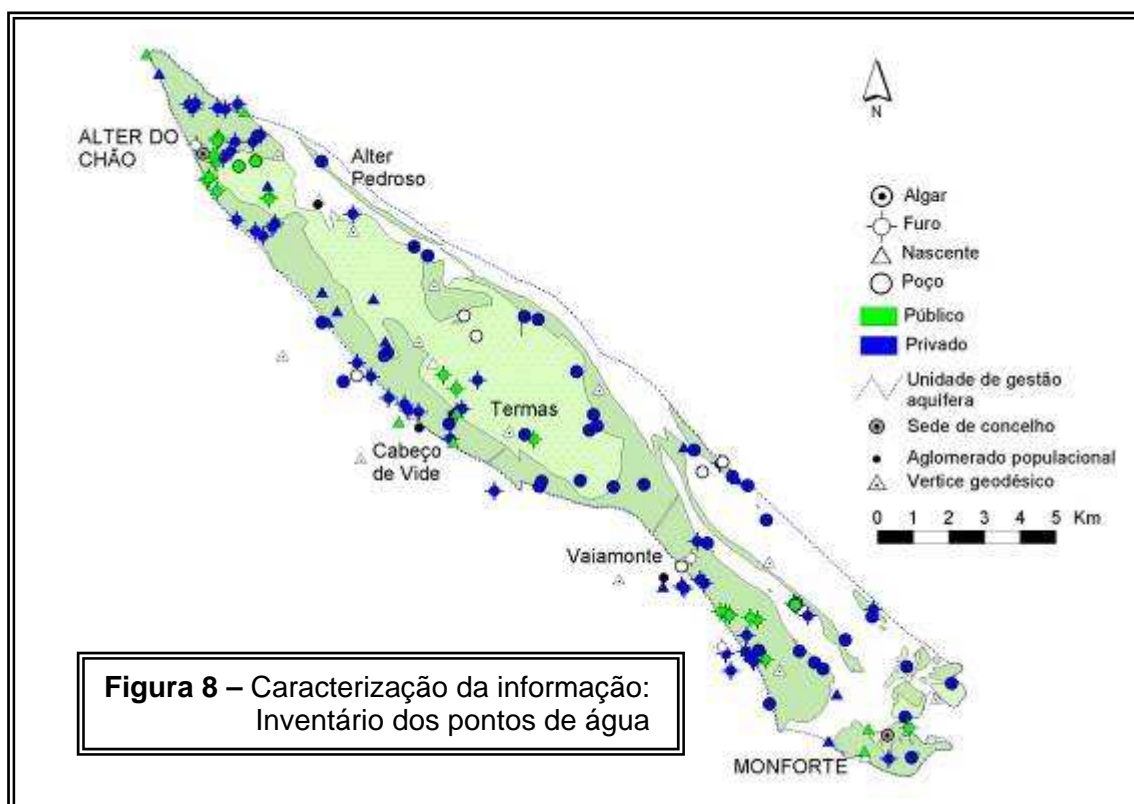 ALTER DO
CHÃO
Alter
Pedroso
N
Algar
Furo
Nascente
Poço
Público
Privado
Unidade de gestão
aquífera
Sede de concelho
Aglomerado populacional
Vertice geodésico
0 1 2 3 4 5 Km
Termas
Cabeço
de Vide
Vaiamonte
MONFORTE
Figura 8 – Caracterização da informação:
Inventário dos pontos de água